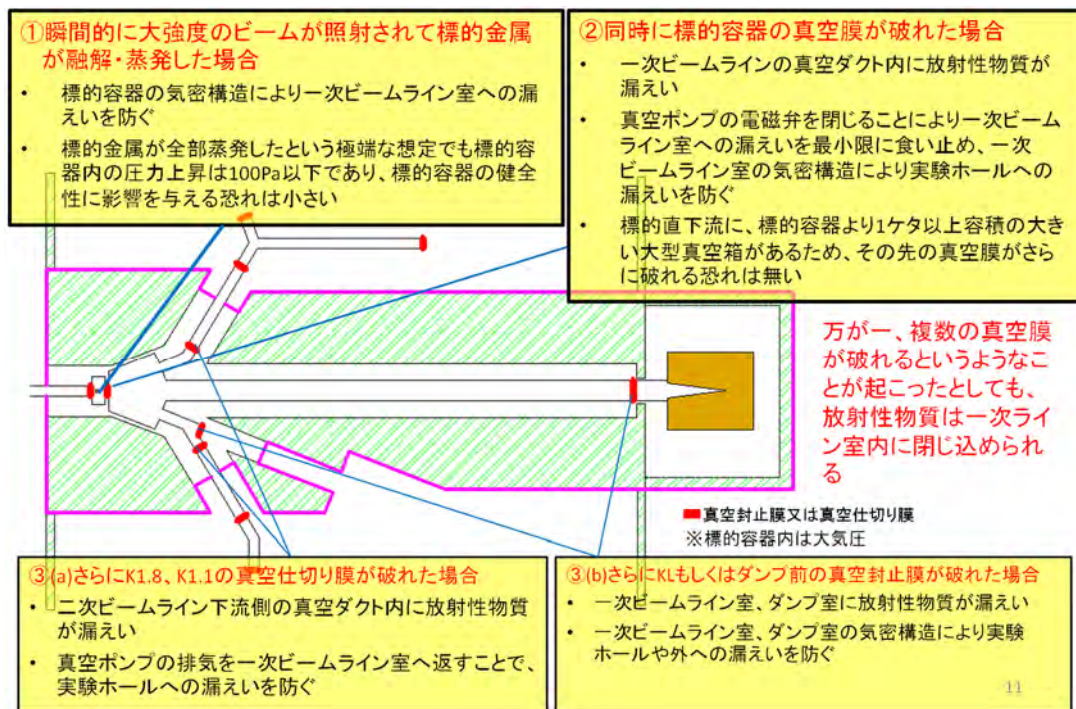 ①瞬間的に大強度のビームが照射されて標的金属
が融解・蒸発した場合
• 標的容器の気密構造により一次ビームライン室への漏
えいを防ぐ
• 標的金属が全部蒸発したという極端な想定でも標的容
器内の圧力上昇は100Pa以下であり、標的容器の健全
性に影響を与える恐れは小さい
②同時に標的容器の真空膜が破れた場合
• 一次ビームラインの真空ダクト内に放射性物質が
漏えい
• 真空ポンプの電磁弁を閉じることにより一次ビーム
ライン室への漏えいを最小限に食い止め、一次
ビームライン室の気密構造により実験ホールへの
漏えいを防ぐ
• 標的直下流に、標的容器より1ケタ以上容積の大き
い大型真空箱があるため、その先の真空膜がさら
に破れる恐れは無い
万が一、複数の真空膜
が破れるというようなこ
とが起こったとしても、
放射性物質は一次ライ
ン室内に閉じ込められ
る
真空封止膜又は真空仕切り膜
※標的容器内は大気圧
③(a)さらにK1.8、K1.1の真空仕切り膜が破れた場合
• 二次ビームライン下流側の真空ダクト内に放射性物質
が漏えい
• 真空ポンプの排気を一次ビームライン室へ返すことで、
実験ホールへの漏えいを防ぐ
③(b)さらにKLもしくはダンプ前の真空封止膜が破れた場合
• 一次ビームライン室、ダンプ室に放射性物質が漏えい
• 一次ビームライン室、ダンプ室の気密構造により実験
ホールや外への漏えいを防ぐ
11